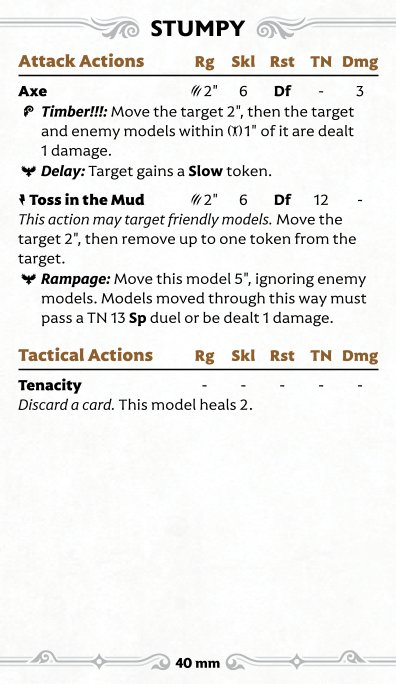 STUMPY
Attack Actions Rg Skl Rst TN Dmg
Axe 2" 6 Df - 3
Timber!!!: Move the target 2", then the target
and enemy models within 1" of it are dealt
1 damage.
Delay: Target gains a Slow token.
Toss in the Mud 2" 6 Df 12 -
This action may target friendly models. Move the
target 2", then remove up to one token from the
target.
Rampage: Move this model 5", ignoring enemy
models. Models moved through this way must
pass a TN 13 Sp duel or be dealt 1 damage.
Tactical Actions Rg Skl Rst TN Dmg
Tenacity - - - - -
Discard a card. This model heals 2.
40 mm